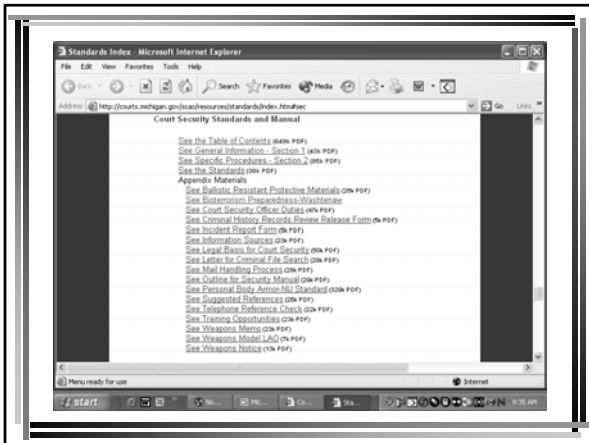 Standards Index - Microsoft Internet Explorer
File Edit View Favorites Tools Help
Back Search Favorites Media
Address http://courts.michigan.gov/scao/resources/standards/index.htm#sec Go Links »
Court Security Standards and Manual
See the Table of Contents (649k PDF)
See General Information - Section 1 (43k PDF)
See Specific Procedures - Section 2 (95k PDF)
See the Standards (38k PDF)
Appendix Materials
See Ballistic Resistant Protective Materials (26k PDF)
See Bioterrorism Preparedness-Washtenaw
See Court Security Officer Duties (47k PDF)
See Criminal History Records Review Release Form (5k PDF)
See Incident Report Form (5k PDF)
See Information Sources (23k PDF)
See Legal Basis for Court Security (50k PDF)
See Letter for Criminal File Search (28k PDF)
See Mail Handling Process (28k PDF)
See Outline for Security Manual (29k PDF)
See Personal Body Armor-NIJ Standard (329k PDF)
See Suggested References (25k PDF)
See Telephone Reference Check (22k PDF)
See Training Opportunities (23k PDF)
See Weapons Memo (23k PDF)
See Weapons Model LAO (7k PDF)
See Weapons Notice (13k PDF)
Menu ready for use Internet
start No... Mic... Co... Sta... 9:35 AM